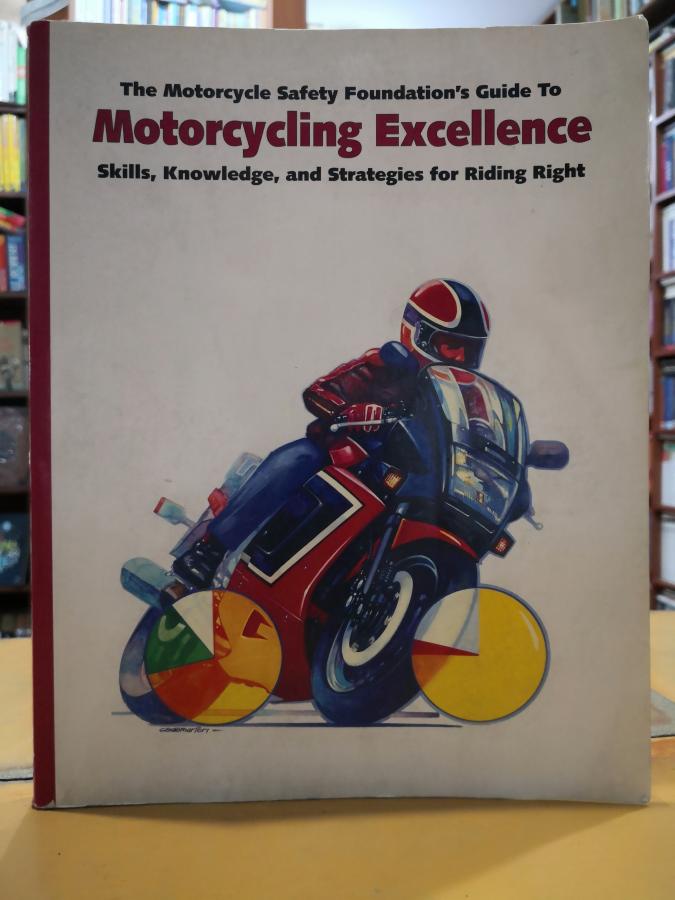 The Motorcycle Safety Foundation's Guide To
Motorcycling Excellence
Skills, Knowledge, and Strategies for Riding Right